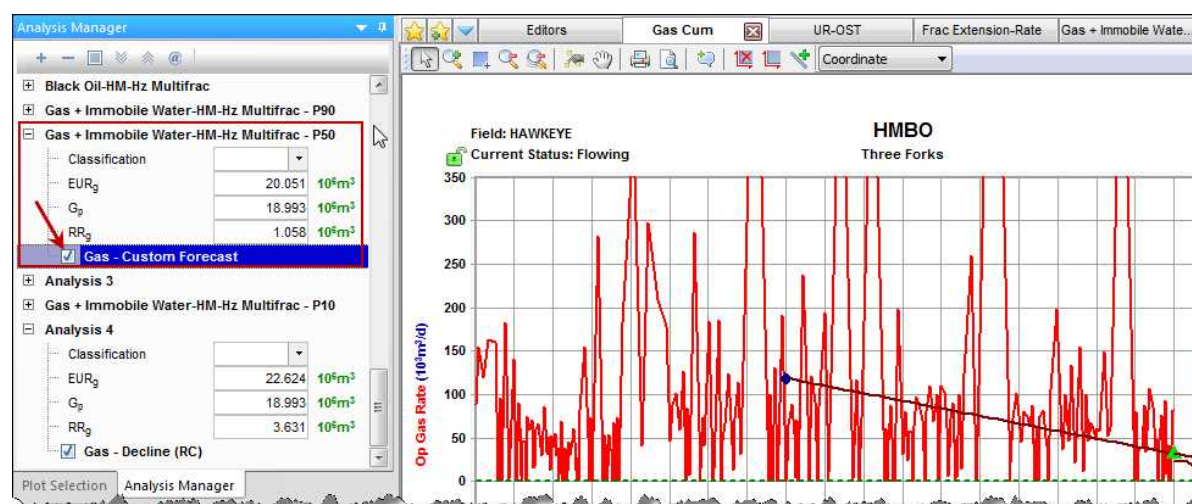 Analysis Manager
Black Oil-HM-Hz Multifrac
Gas + Immobile Water-HM-Hz Multifrac - P90
Gas + Immobile Water-HM-Hz Multifrac - P50
Classification
EURg 20.051 10⁶m³
Gp 18.993 10⁶m³
RRg 1.058 10⁶m³
Gas - Custom Forecast
Analysis 3
Gas + Immobile Water-HM-Hz Multifrac - P10
Analysis 4
Classification
EURg 22.624 10⁶m³
Gp 18.993 10⁶m³
RRg 3.631 10⁶m³
Gas - Decline (RC)
Plot Selection Analysis Manager
Editors Gas Cum UR-OST Frac Extension-Rate Gas + Immobile Wate...
Coordinate
Field: HAWKEYE
Current Status: Flowing
HMBO
Three Forks
Op Gas Rate (10³m³/d)
350
300
250
200
150
100
50
0